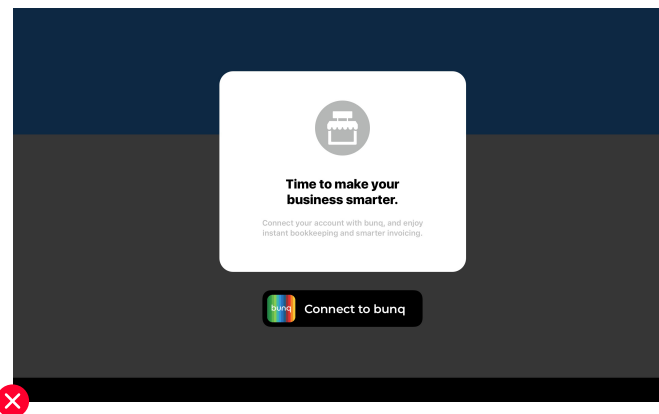 Time to make your
business smarter.
Connect your account with bunq, and enjoy
instant bookkeeping and smarter invoicing.
bunq
Connect to bunq